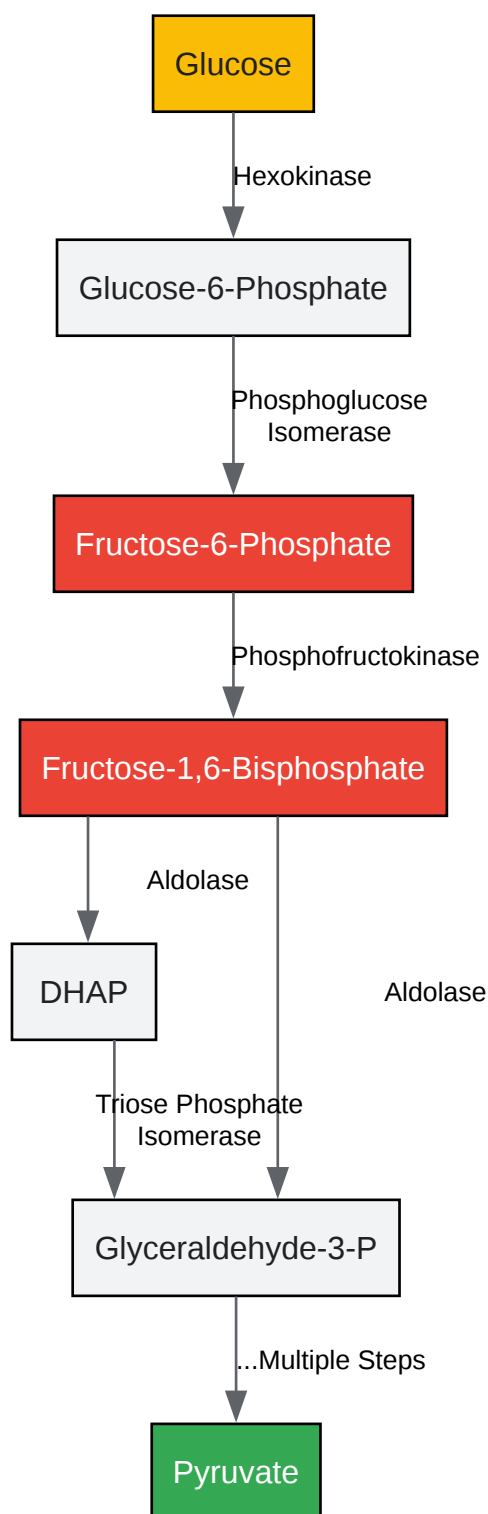 Glucose
Hexokinase
Glucose-6-Phosphate
Phosphoglucose
Isomerase
Fructose-6-Phosphate
Phosphofructokinase
Fructose-1,6-Bisphosphate
Aldolase
DHAP
Aldolase
Triose Phosphate
Isomerase
Glyceraldehyde-3-P
...Multiple Steps
Pyruvate